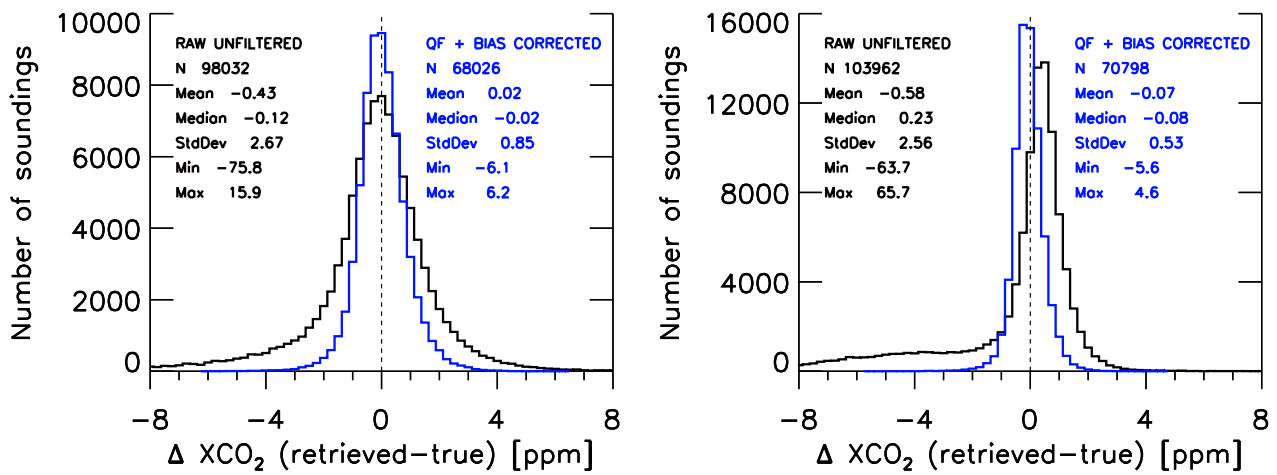 10000
8000
6000
4000
2000
0
Number of soundings
RAW UNFILTERED
N 98032
Mean −0.43
Median −0.12
StdDev 2.67
Min −75.8
Max 15.9
QF + BIAS CORRECTED
N 68026
Mean 0.02
Median −0.02
StdDev 0.85
Min −6.1
Max 6.2
−8 −4 0 4 8
Δ XCO₂ (retrieved−true) [ppm]
16000
12000
8000
4000
0
Number of soundings
RAW UNFILTERED
N 103962
Mean −0.58
Median 0.23
StdDev 2.56
Min −63.7
Max 65.7
QF + BIAS CORRECTED
N 70798
Mean −0.07
Median −0.08
StdDev 0.53
Min −5.6
Max 4.6
−8 −4 0 4 8
Δ XCO₂ (retrieved−true) [ppm]